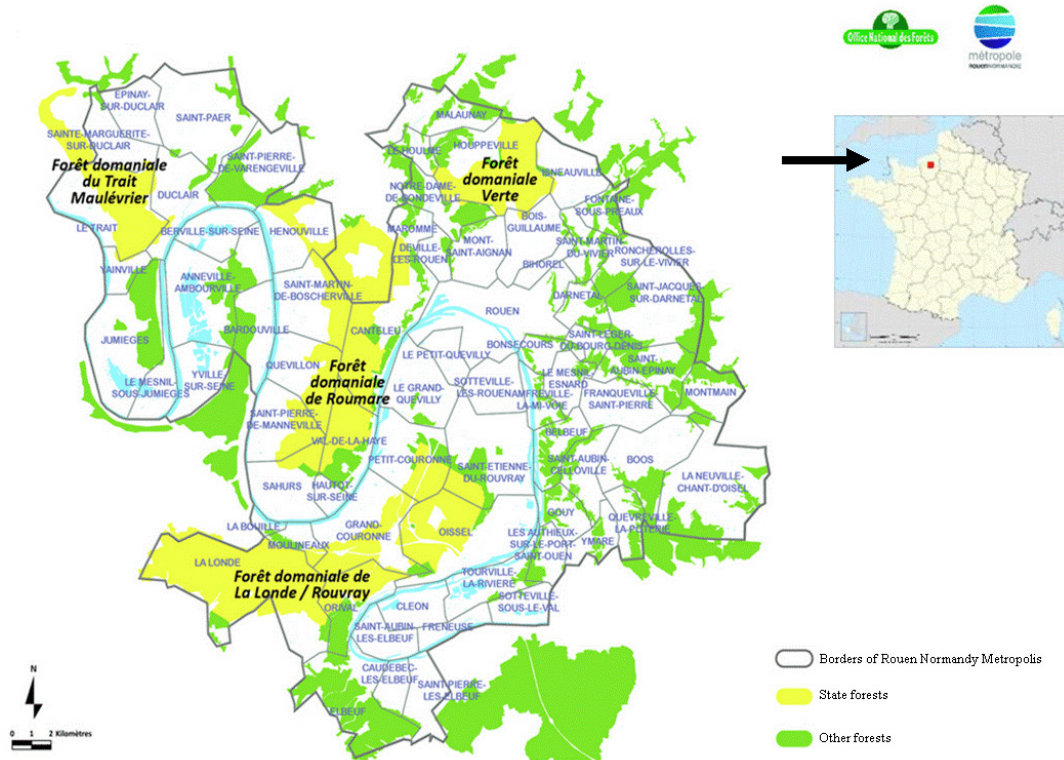 Office National des Forêts
métropole
ROUENNORMANDIE
EPINAY-
SUR-DUCLAIR
SAINT-PAER
SAINTE-MARGUERITE-
SUR-DUCLAIR
Forêt domaniale
du Trait
Maulévrier
SAINT-PIERRE-
DE-VARENGEVILLE
DUCLAIR
LE TRAIT
BERVILLE-SUR-SEINE
HENOUVILLE
YAINVILLE
ANNEVILLE-
AMBOURVILLE
SAINT-MARTIN-
DE-BOSCHERVILLE
BARDOUVILLE
JUMIEGES
LE MESNIL-
SOUS-JUMIEGES
YVILLE-
SUR-SEINE
QUEVILLON
CANTELEU
Forêt
domaniale
de Roumare
SAINT-PIERRE-
DE-MANNEVILLE
VAL-DE-LA-HAYE
SAHURS
HAUTOT-
SUR-SEINE
MALAUNAY
LE HOULME
HOUPPEVILLE
Forêt
domaniale
Verte
ISNEAUVILLE
NOTRE-DAME-
DE-BONDEVILLE
FONTAINE-
SOUS-PREAUX
MAROMME
BOIS-
GUILLAUME
DEVILLE-
LES-ROUEN
MONT-
SAINT-AIGNAN
BIHOREL
SAINT-MARTIN-
DU-VIVIER
RONCHEROLLES-
SUR-LE-VIVIER
DARNETAL
SAINT-JACQUES-
SUR-DARNETAL
ROUEN
BONSECOURS
SAINT-LEGER-
DU-BOURG-DENIS
LE PETIT-QUEVILLY
LE MESNIL-
ESNARD
SAINT-
AUBIN-EPINAY
LE GRAND-
QUEVILLY
SOTTEVILLE-
LES-ROUEN
AMFREVILLE-
LA-MI-VOIE
FRANQUEVILLE-
SAINT-PIERRE
MONTMAIN
BELBEUF
PETIT-COURONNE
SAINT-ETIENNE-
DU-ROUVRAY
SAINT-AUBIN-
CELLOVILLE
BOOS
LA NEUVILLE-
CHANT-D'OISEL
GOUY
QUEVREVILLE-
LA-POTERIE
LA BOUILLE
GRAND-
COURONNE
OISSEL
LES AUTHIEUX-
SUR-LE-PORT-
SAINT-OUEN
YMARE
MOULINEAUX
LA LONDE
Forêt domaniale de
La Londe / Rouvray
TOURVILLE-
LA-RIVIERE
ORIVAL
CLEON
SOTTEVILLE-
SOUS-LE-VAL
SAINT-AUBIN-
LES-ELBEUF
FRENEUSE
CAUDEBEC-
LES-ELBEUF
SAINT-PIERRE-
LES-ELBEUF
ELBEUF
N
0 1 2 Kilomètres
Borders of Rouen Normandy Metropolis
State forests
Other forests